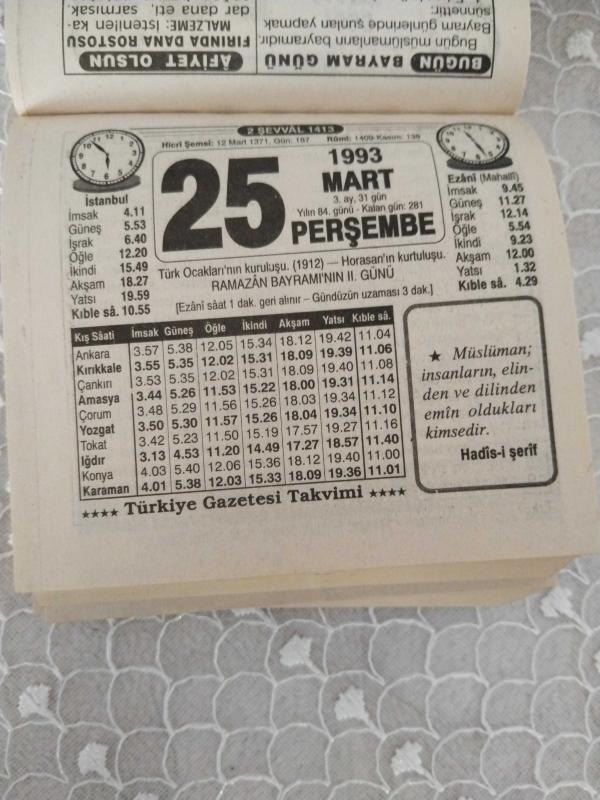 sünnettir:
Bayram günlerinde şunları yapmak
Bugün müslümanların bayramıdır.
BUGÜN BAYRAM GÜNÜ
dar dana eti, sarmısak,
MALZEME: İstenilen ka-
FIRINDA DANA ROSTOSU
AFİYET OLSUN
2 ŞEVVÂL 1413
Hicrî Şemsî: 12 Mart 1371, Gün: 187 Rûmî: 1409-Kasım: 138
25
1993
MART
3. ay, 31 gün
Yılın 84. günü - Kalan gün: 281
PERŞEMBE
İstanbul
İmsak 4.11
Güneş 5.53
İşrak 6.40
Öğle 12.20
İkindi 15.49
Akşam 18.27
Yatsı 19.59
Kıble sâ. 10.55
Ezânî (Mahallî)
İmsak 9.45
Güneş 11.27
İşrak 12.14
Öğle 5.54
İkindi 9.23
Akşam 12.00
Yatsı 1.32
Kıble sâ. 4.29
Türk Ocakları'nın kuruluşu. (1912) — Horasan'ın kurtuluşu.
RAMAZÂN BAYRAMI'NIN II. GÜNÜ
[Ezânî sâat 1 dak. geri alınır – Gündüzün uzaması 3 dak.]
Kış Sâati İmsak Güneş Öğle İkindi Akşam Yatsı Kıble sâ.
Ankara 3.57 5.38 12.05 15.34 18.12 19.42 11.04
Kırıkkale 3.55 5.35 12.02 15.31 18.09 19.39 11.06
Çankırı 3.53 5.35 12.02 15.31 18.09 19.40 11.08
Amasya 3.44 5.26 11.53 15.22 18.00 19.31 11.14
Çorum 3.48 5.29 11.56 15.26 18.03 19.34 11.12
Yozgat 3.50 5.30 11.57 15.26 18.04 19.34 11.10
Tokat 3.42 5.23 11.50 15.19 17.57 19.27 11.16
Iğdır 3.13 4.53 11.20 14.49 17.27 18.57 11.40
Konya 4.03 5.40 12.06 15.36 18.12 19.40 11.00
Karaman 4.01 5.38 12.03 15.33 18.09 19.36 11.01
★ Müslüman;
insanların, elin-
den ve dilinden
emîn oldukları
kimsedir.
Hadîs-i şerîf
★★★★ Türkiye Gazetesi Takvimi ★★★★